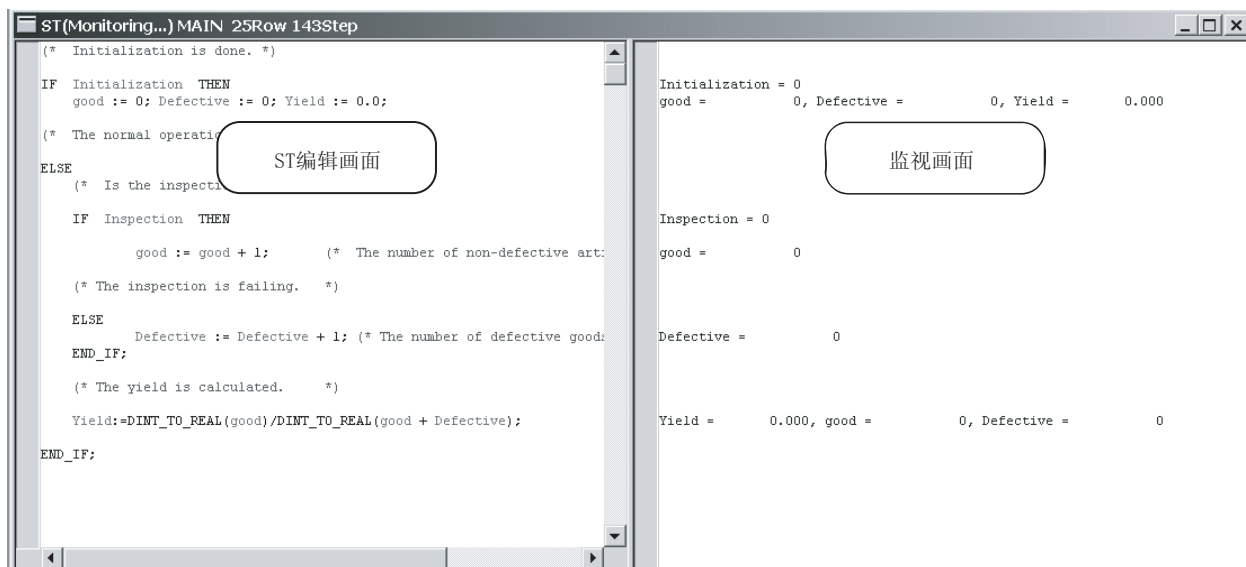 ST(Monitoring...) MAIN 25Row 143Step
(* Initialization is done. *)
IF Initialization THEN
good := 0; Defective := 0; Yield := 0.0;
(* The normal operatio
ELSE
(* Is the inspecti
IF Inspection THEN
good := good + 1; (* The number of non-defective art
(* The inspection is failing. *)
ELSE
Defective := Defective + 1; (* The number of defective goods
END_IF;
(* The yield is calculated. *)
Yield:=DINT_TO_REAL(good)/DINT_TO_REAL(good + Defective);
END_IF;
ST编辑画面
Initialization = 0
good = 0, Defective = 0, Yield = 0.000
监视画面
Inspection = 0
good = 0
Defective = 0
Yield = 0.000, good = 0, Defective = 0